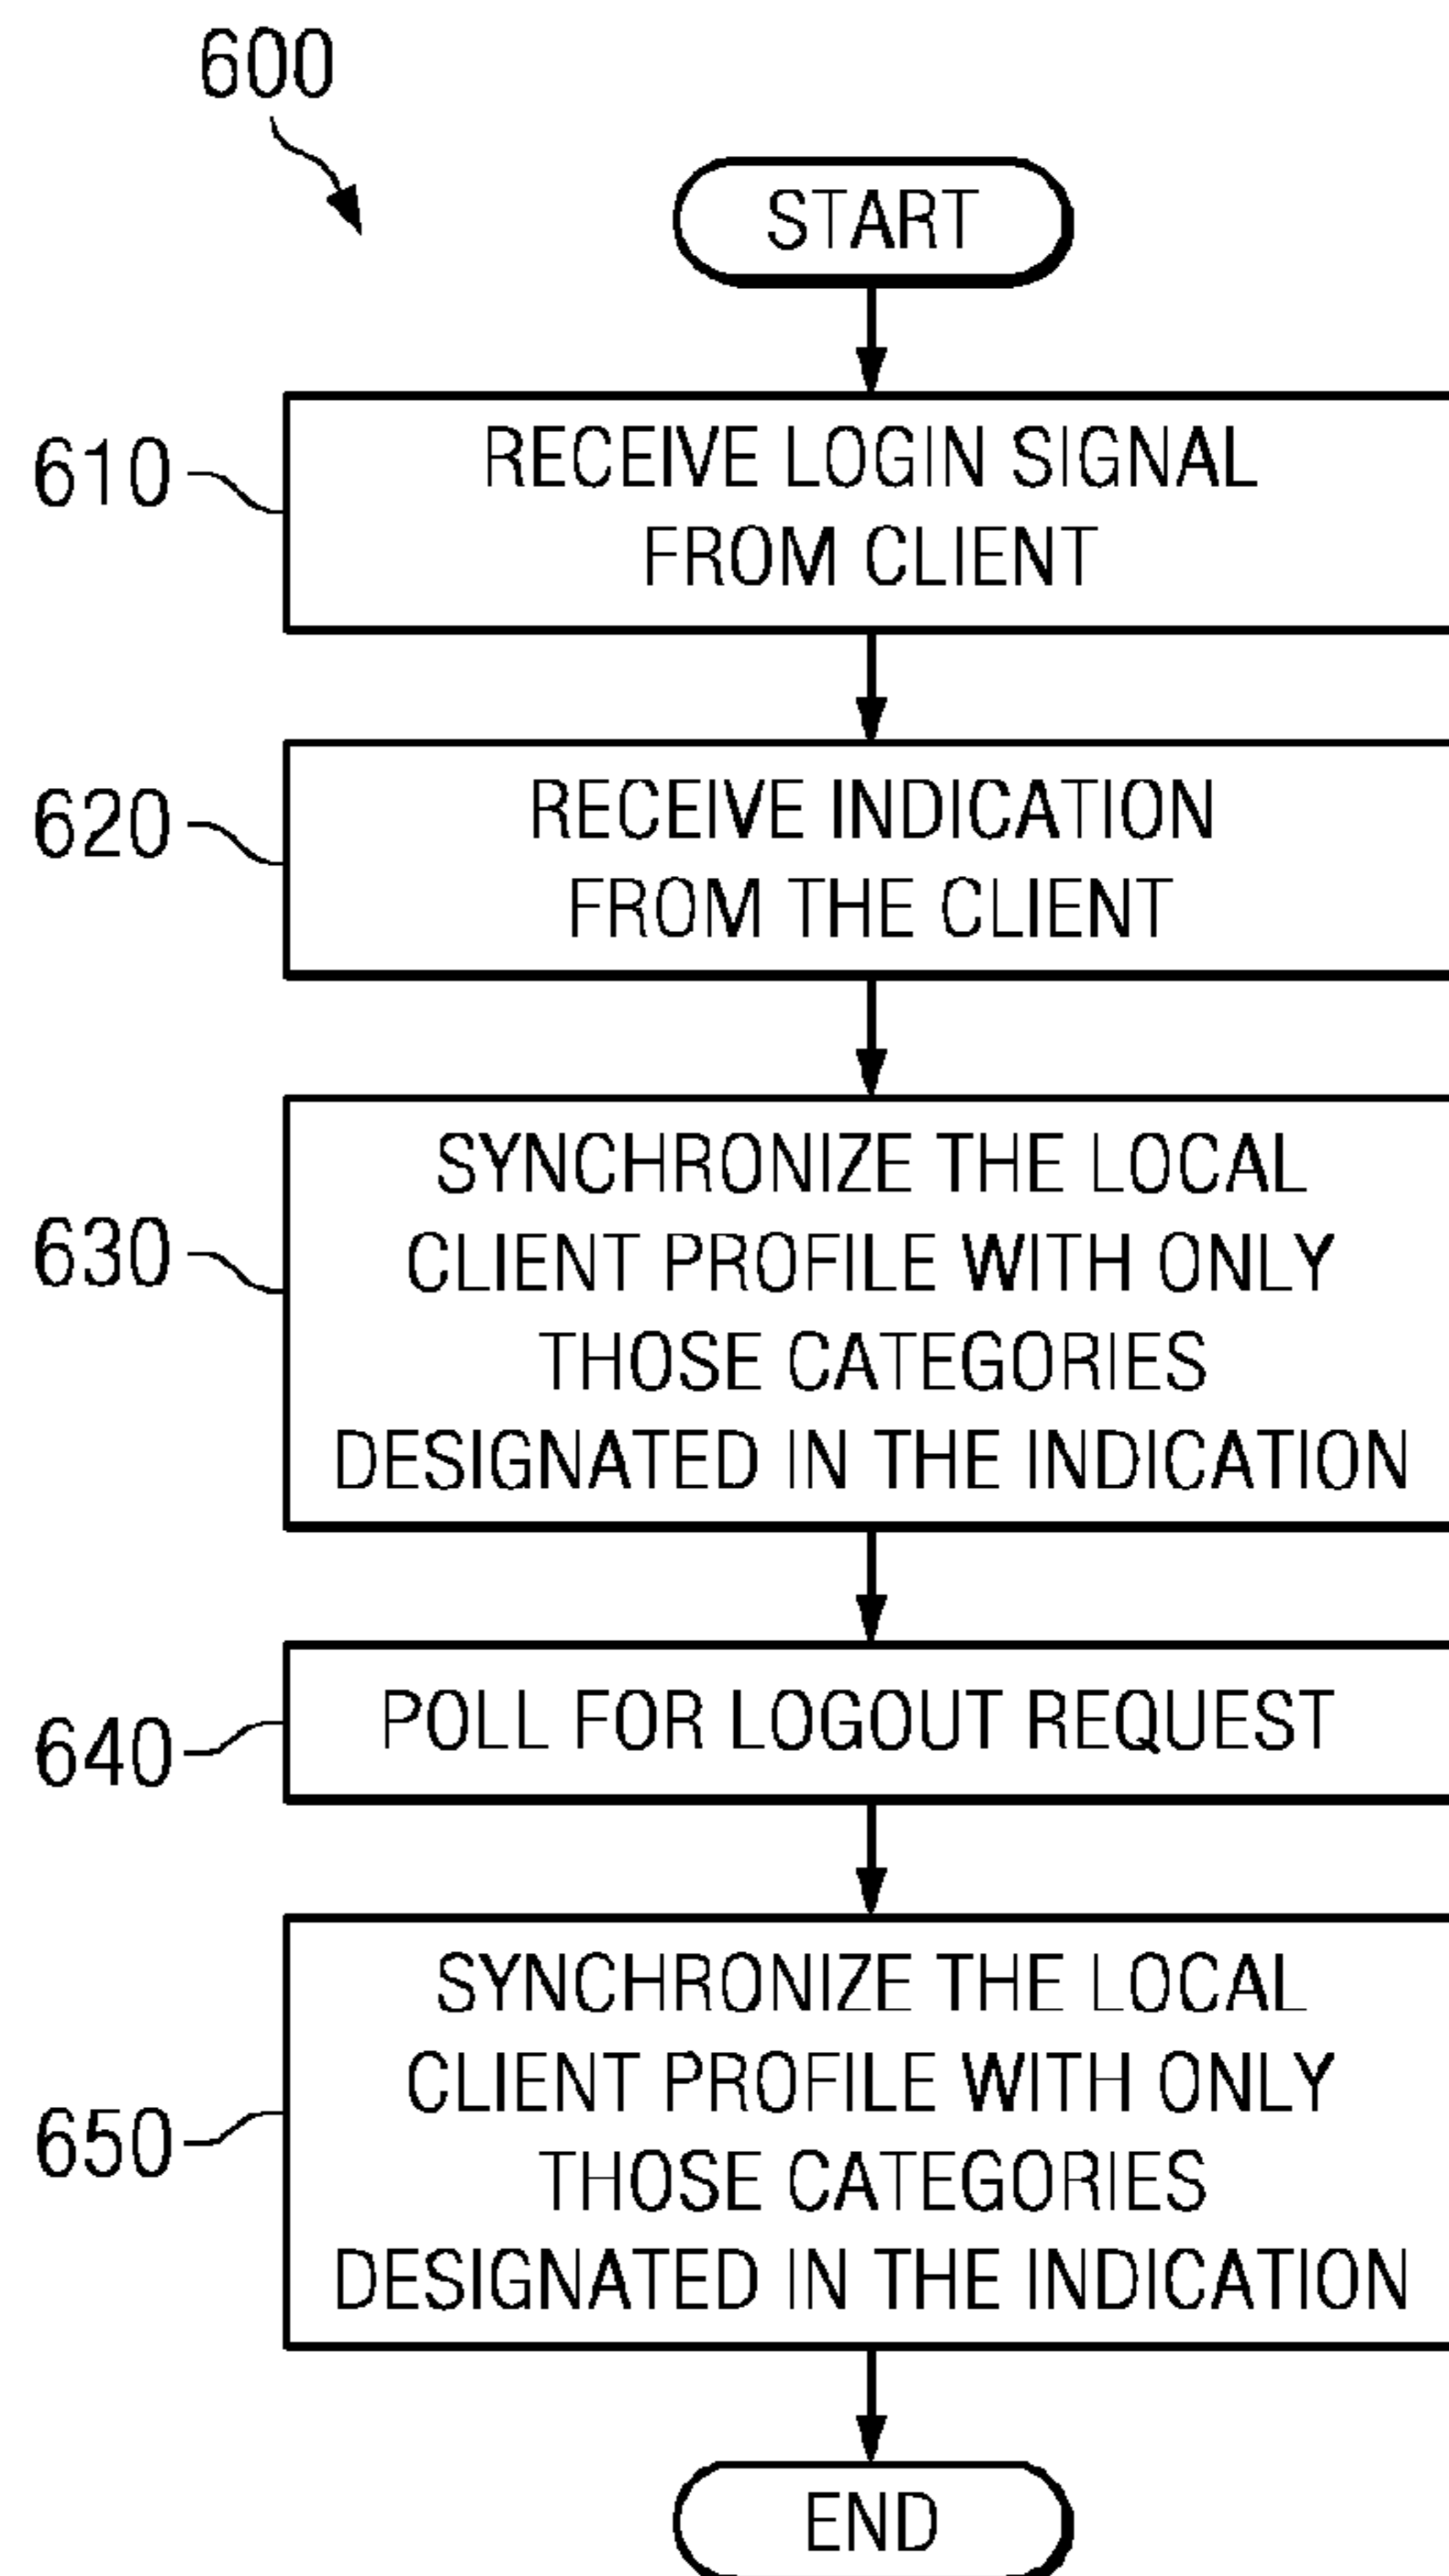 600
START
610
RECEIVE LOGIN SIGNAL
FROM CLIENT
620
RECEIVE INDICATION
FROM THE CLIENT
630
SYNCHRONIZE THE LOCAL
CLIENT PROFILE WITH ONLY
THOSE CATEGORIES
DESIGNATED IN THE INDICATION
640
POLL FOR LOGOUT REQUEST
650
SYNCHRONIZE THE LOCAL
CLIENT PROFILE WITH ONLY
THOSE CATEGORIES
DESIGNATED IN THE INDICATION
END